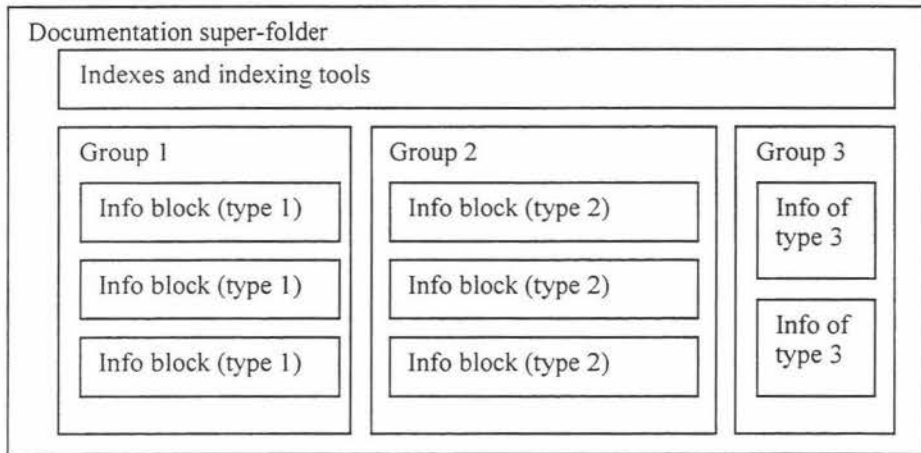 Documentation super-folder
Indexes and indexing tools
Group 1
Info block (type 1)
Info block (type 1)
Info block (type 1)
Group 2
Info block (type 2)
Info block (type 2)
Info block (type 2)
Group 3
Info of
type 3
Info of
type 3